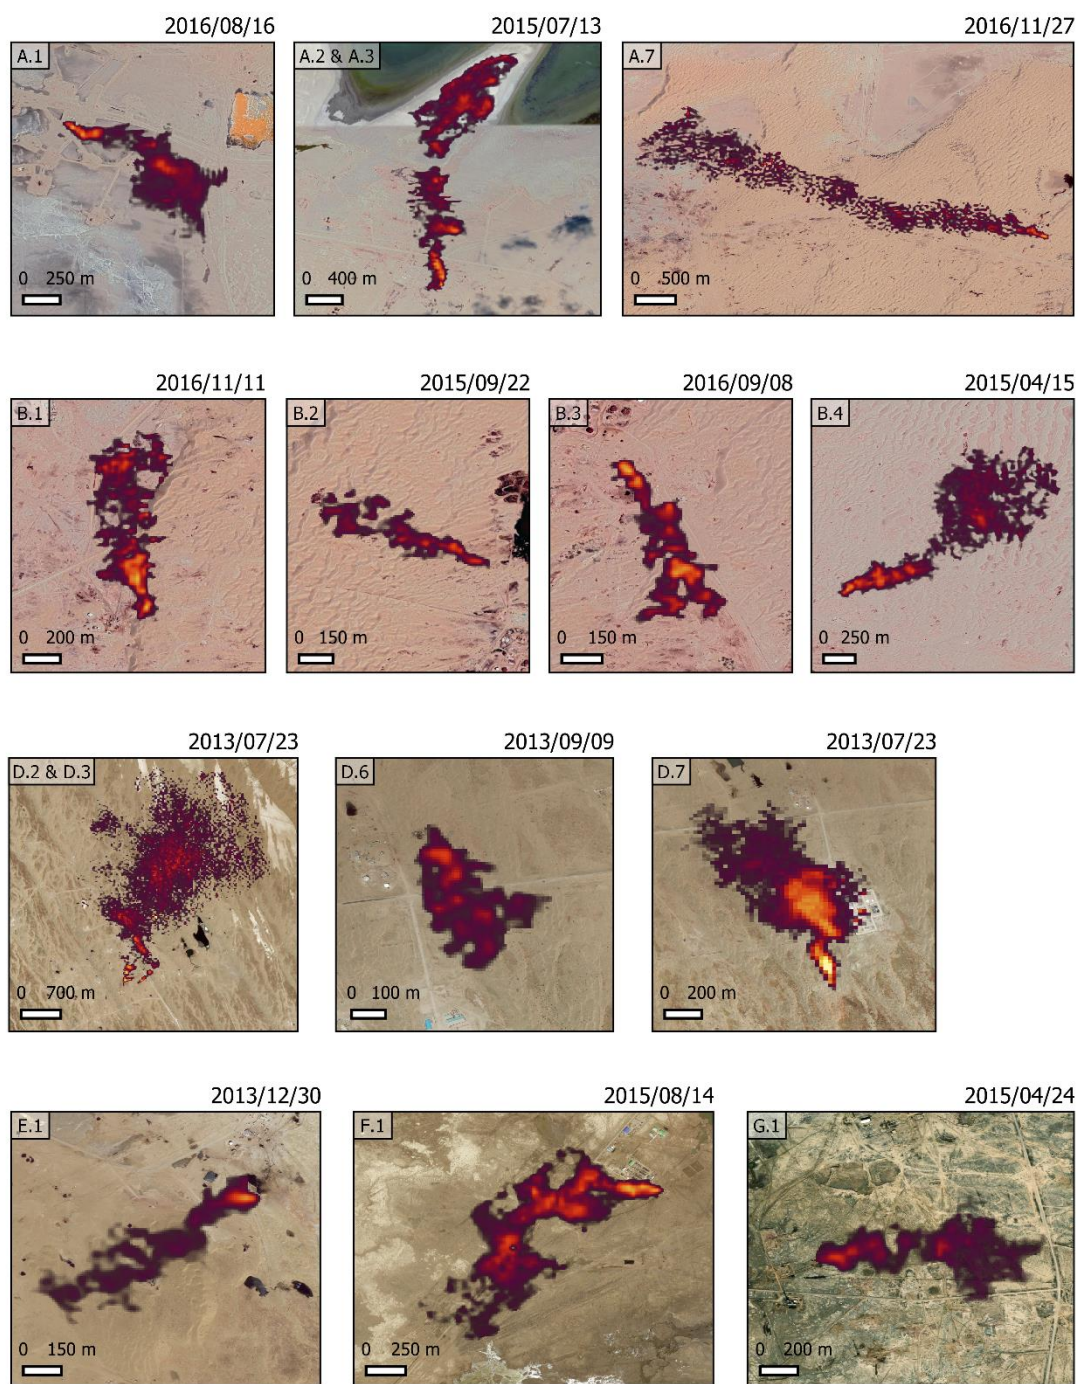 2016/08/16
A.1
0 250 m
2015/07/13
A.2 & A.3
0 400 m
2016/11/27
A.7
0 500 m
2016/11/11
B.1
0 200 m
2015/09/22
B.2
0 150 m
2016/09/08
B.3
0 150 m
2015/04/15
B.4
0 250 m
2013/07/23
D.2 & D.3
0 700 m
2013/09/09
D.6
0 100 m
2013/07/23
D.7
0 200 m
2013/12/30
E.1
0 150 m
2015/08/14
F.1
0 250 m
2015/04/24
G.1
0 200 m